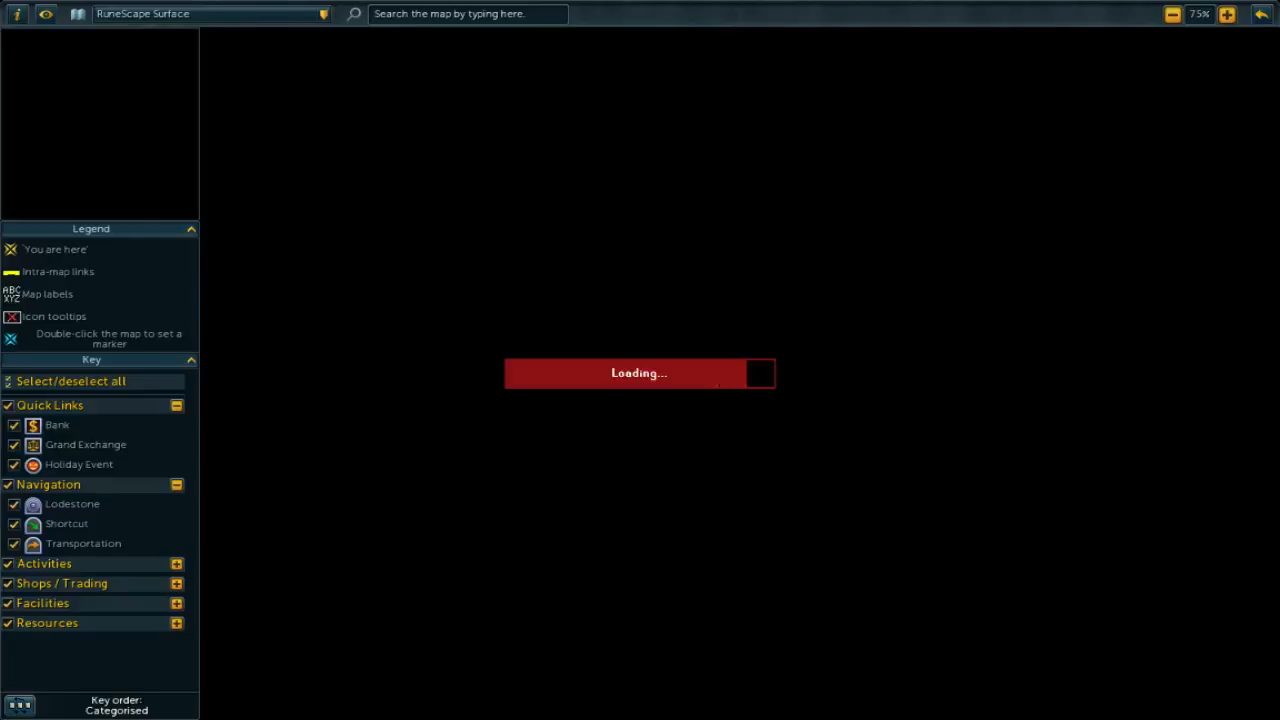 RuneScape Surface
Search the map by typing here.
75%
Legend
'You are here'
Intra-map links
ABC
XYZ
Map labels
Icon tooltips
Double-click the map to set a
marker
Key
Select/deselect all
Quick Links
Bank
Grand Exchange
Holiday Event
Navigation
Lodestone
Shortcut
Transportation
Activities
Shops / Trading
Facilities
Resources
Key order:
Categorised
Loading...